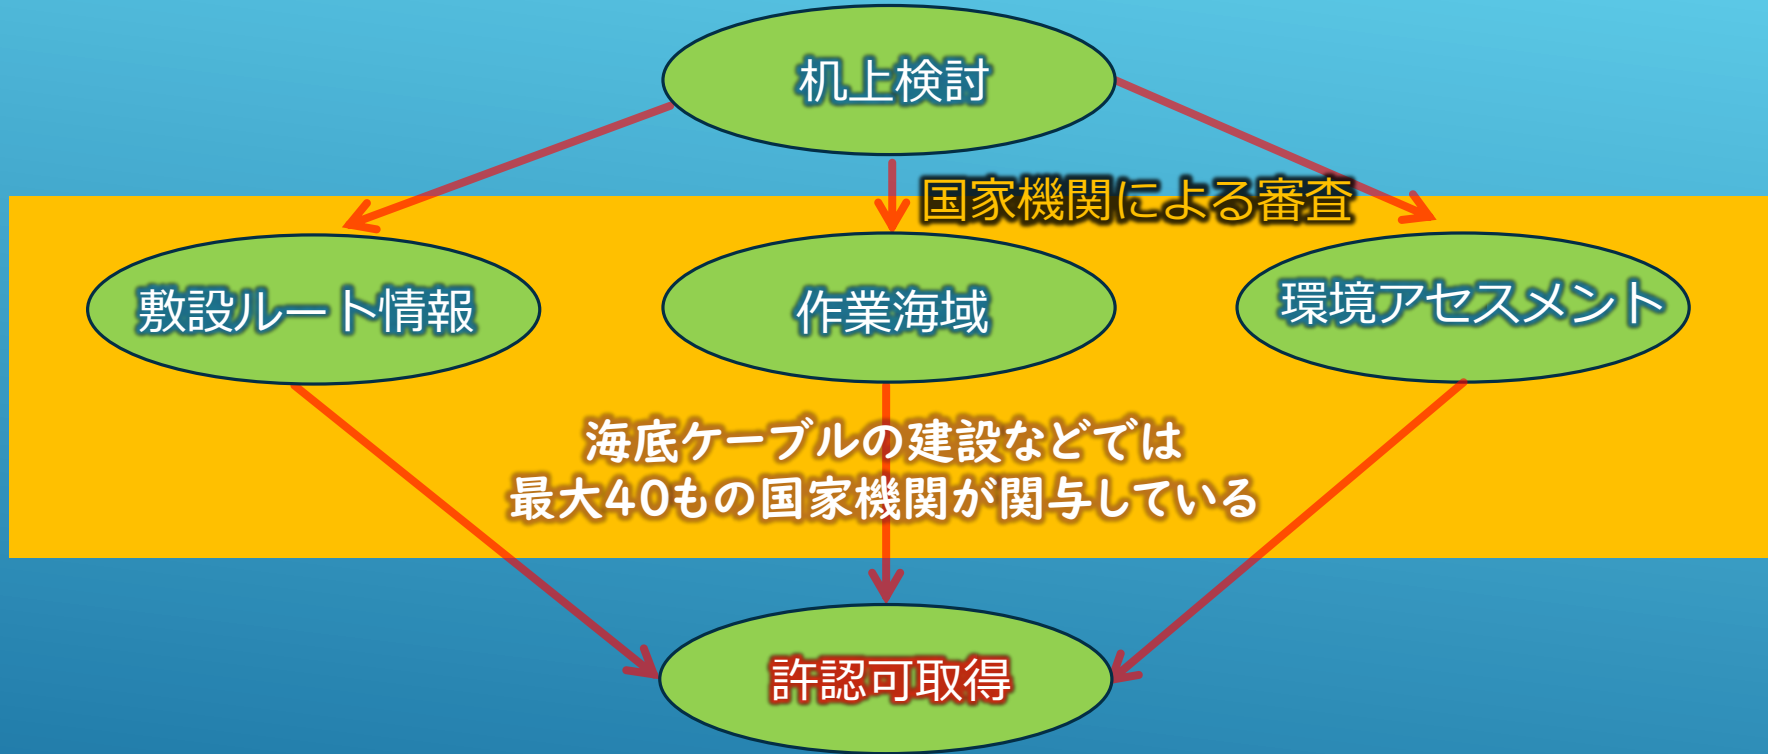 机上検討
国家機関による審査
敷設ルート情報
作業海域
環境アセスメント
海底ケーブルの建設などでは
最大40もの国家機関が関与している
許認可取得